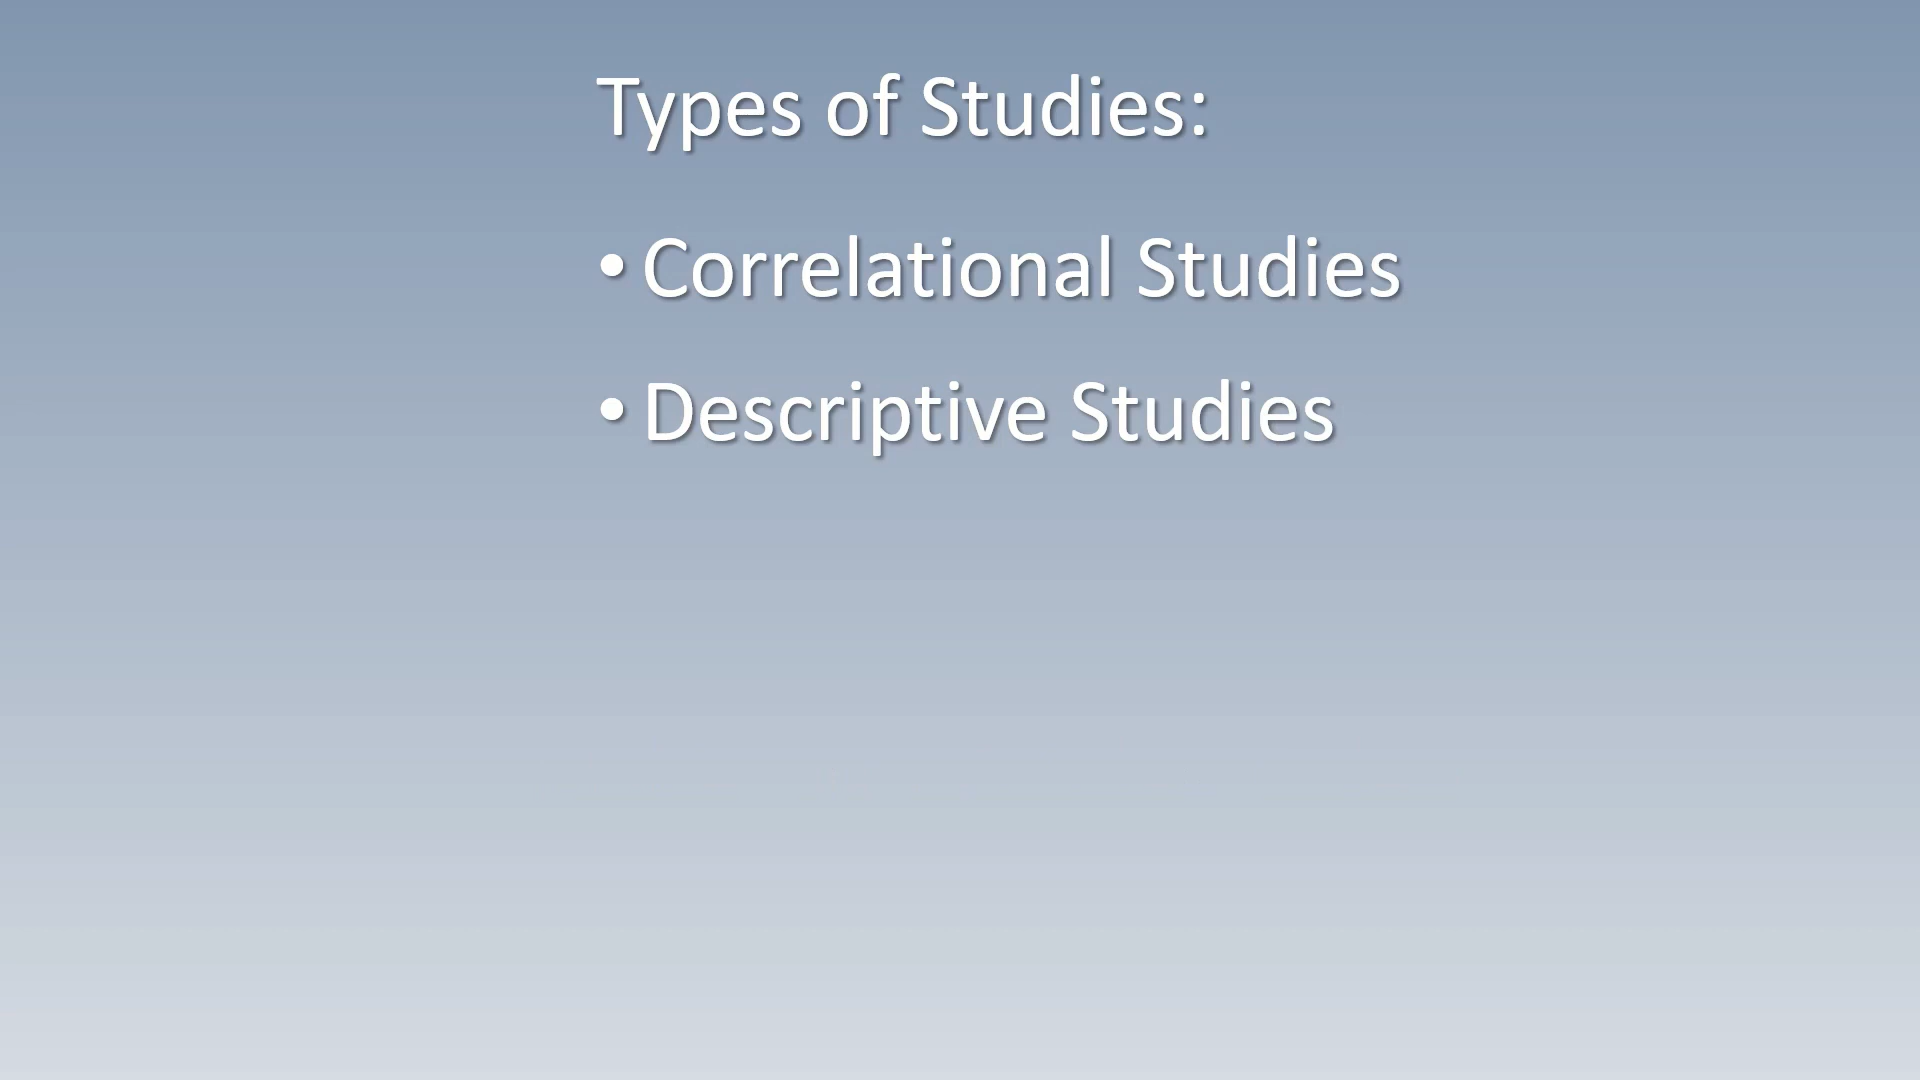 Types of Studies:
• Correlational Studies
• Descriptive Studies